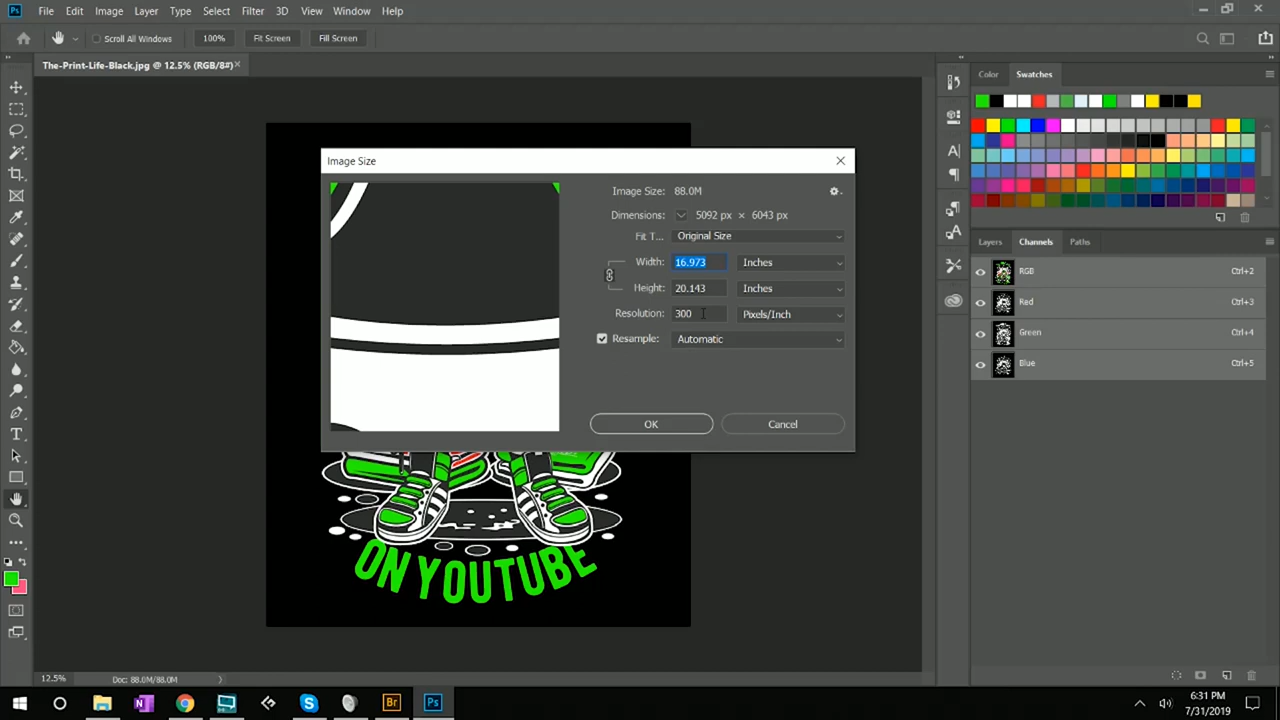 Ps File Edit Image Layer Type Select Filter 3D View Window Help
Scroll All Windows 100% Fit Screen Fill Screen
The-Print-Life-Black.jpg @ 12.5% (RGB/8#)
Color Swatches
Image Size
Image Size: 88.0M
Dimensions: 5092 px × 6043 px
Fit T... Original Size
Width: 16.973 Inches
Height: 20.143 Inches
Resolution: 300 Pixels/Inch
Resample: Automatic
OK Cancel
Layers Channels Paths
RGB Ctrl+2
Red Ctrl+3
Green Ctrl+4
Blue Ctrl+5
ON YOUTUBE
12.5% Doc: 88.0M/88.0M
Br Ps
6:31 PM
7/31/2019